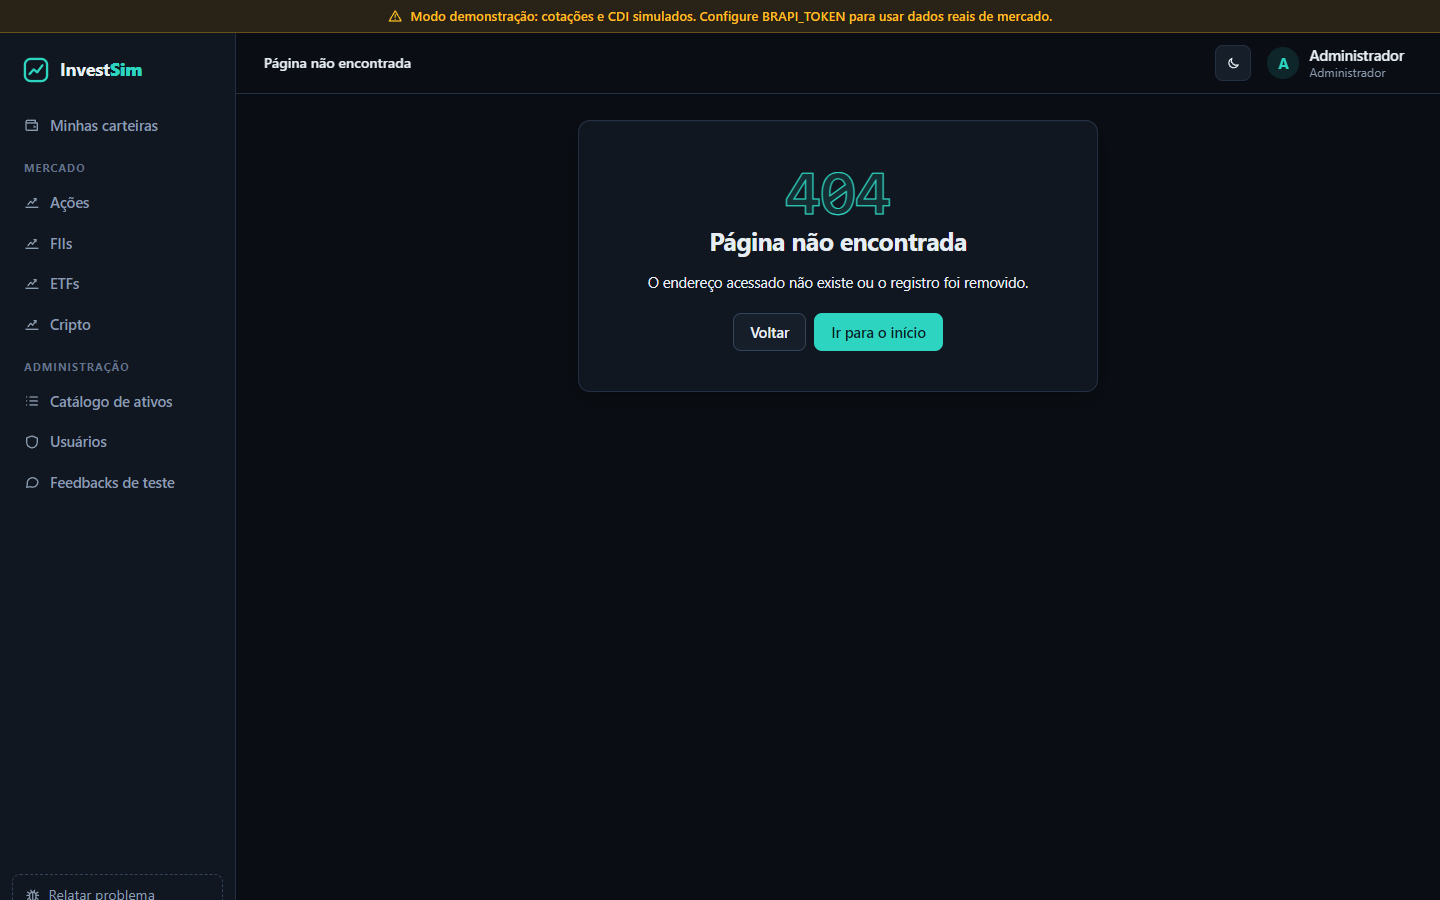 Modo demonstração: cotações e CDI simulados. Configure BRAPI_TOKEN para usar dados reais de mercado.
InvestSim
Página não encontrada
A
Administrador
Administrador
Minhas carteiras
MERCADO
Ações
FIIs
ETFs
Cripto
ADMINISTRAÇÃO
Catálogo de ativos
Usuários
Feedbacks de teste
Relatar problema
404
Página não encontrada
O endereço acessado não existe ou o registro foi removido.
Voltar
Ir para o início